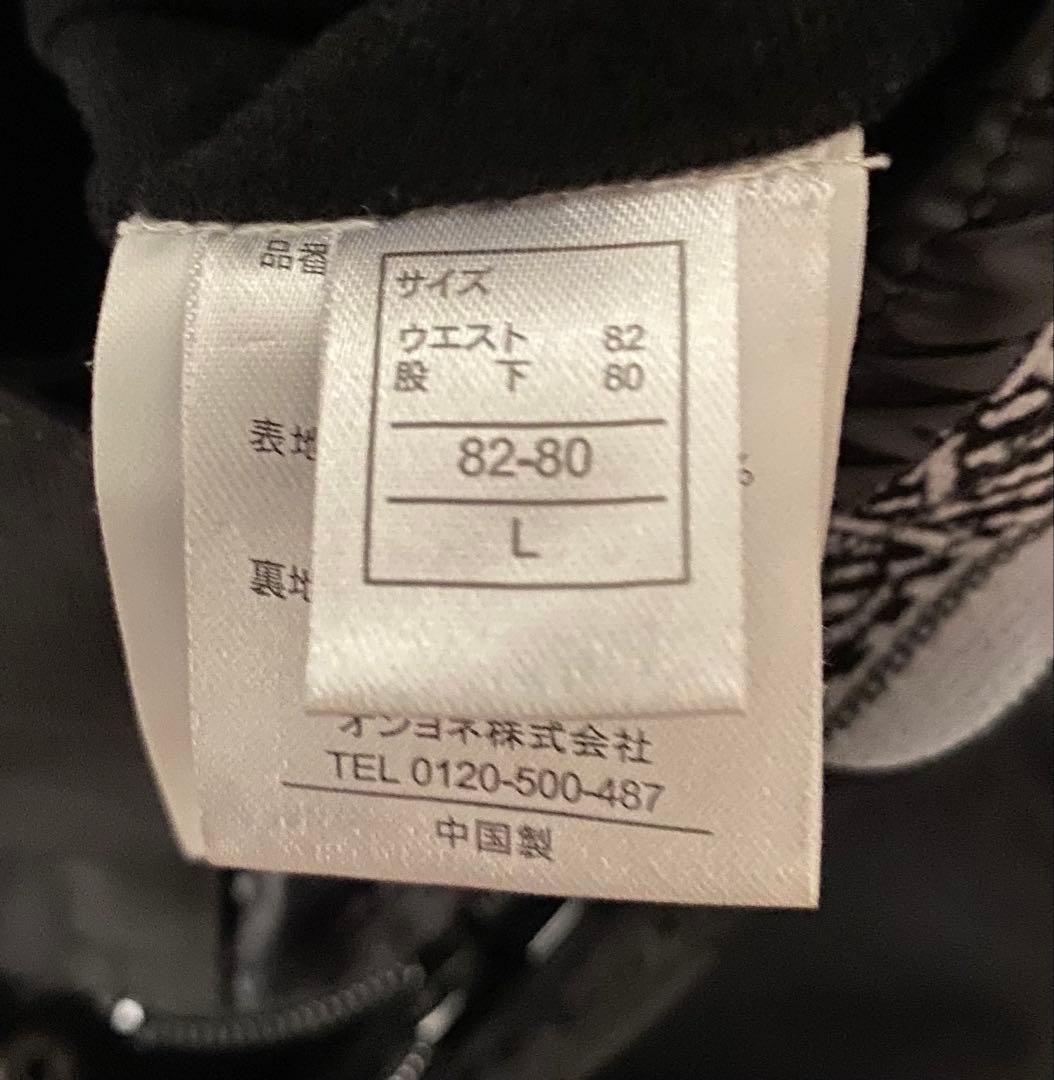 品番
サイズ
ウエスト 82
股下 80
表地
82-80
L
裏地
オンヨネ株式会社
TEL 0120-500-487
中国製